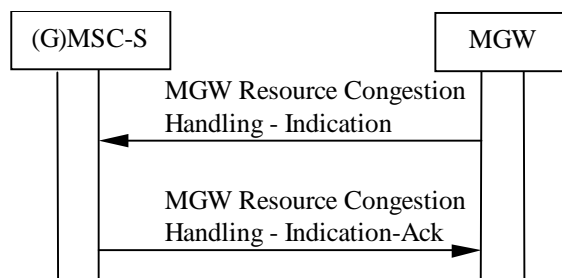 (G)MSC-S
MGW
MGW Resource Congestion
Handling - Indication
MGW Resource Congestion
Handling - Indication-Ack